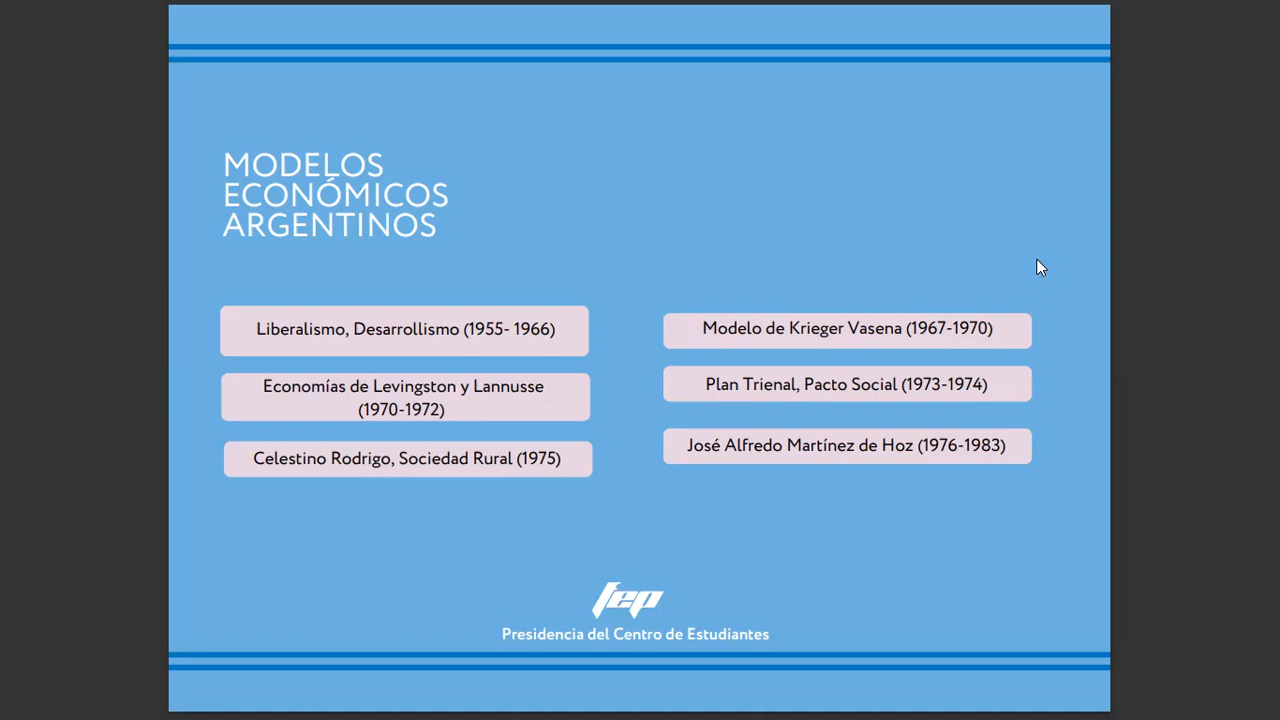 MODELOS
ECONÓMICOS
ARGENTINOS
Liberalismo, Desarrollismo (1955- 1966)
Modelo de Krieger Vasena (1967-1970)
Economías de Levingston y Lannusse
(1970-1972)
Plan Trienal, Pacto Social (1973-1974)
Celestino Rodrigo, Sociedad Rural (1975)
José Alfredo Martínez de Hoz (1976-1983)
fep
Presidencia del Centro de Estudiantes